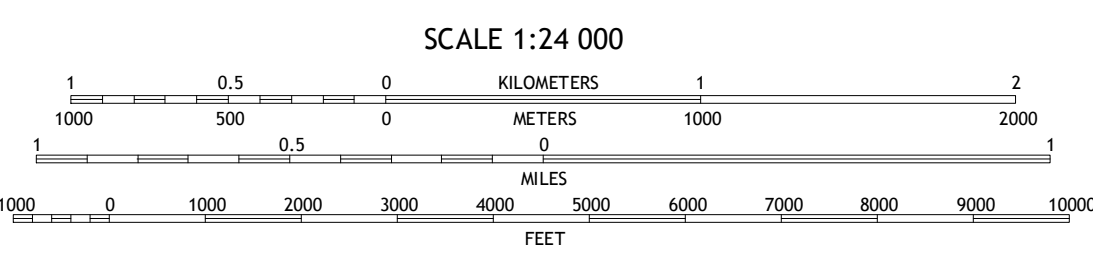 SCALE 1:24 000
1 0.5 0 KILOMETERS 1 2
1000 500 0 METERS 1000 2000
1 0.5 0 1
MILES
1000 0 1000 2000 3000 4000 5000 6000 7000 8000 9000 10000
FEET